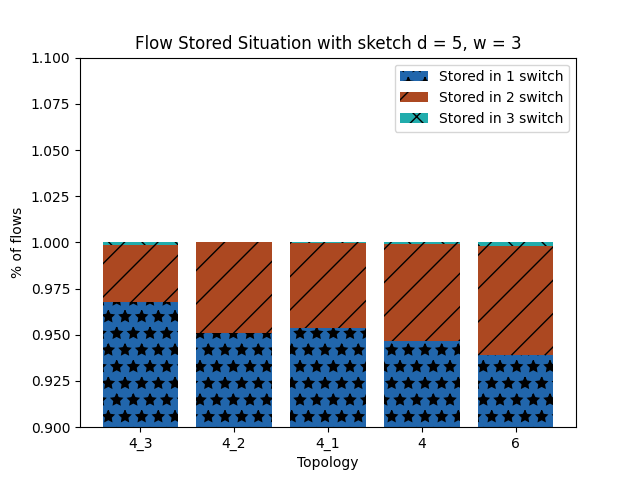 Flow Stored Situation with sketch d = 5, w = 3
Stored in 1 switch
Stored in 2 switch
Stored in 3 switch
1.100
1.075
1.050
1.025
1.000
0.975
0.950
0.925
0.900
% of flows
4_3 4_2 4_1 4 6
Topology